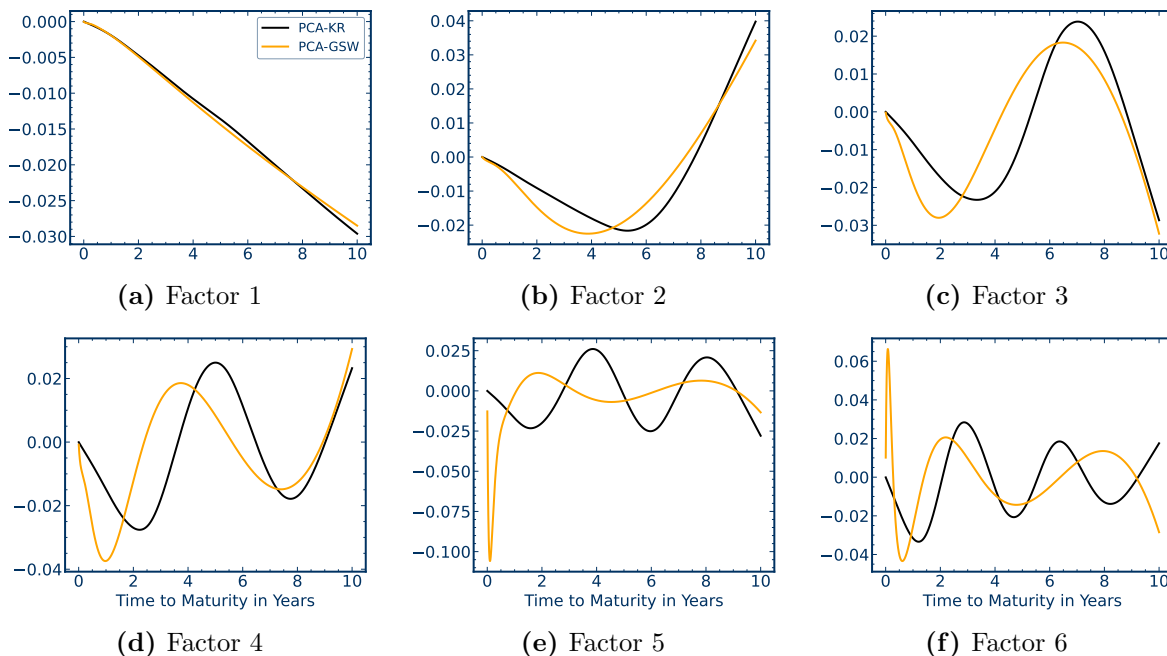 0.000
−0.005
−0.010
−0.015
−0.020
−0.025
−0.030
0 2 4 6 8 10
PCA-KR
PCA-GSW
(a) Factor 1
0.04
0.03
0.02
0.01
0.00
−0.01
−0.02
0 2 4 6 8 10
(b) Factor 2
0.02
0.01
0.00
−0.01
−0.02
−0.03
0 2 4 6 8 10
(c) Factor 3
0.02
0.00
−0.02
−0.04
0 2 4 6 8 10
Time to Maturity in Years
(d) Factor 4
0.025
0.000
−0.025
−0.050
−0.075
−0.100
0 2 4 6 8 10
Time to Maturity in Years
(e) Factor 5
0.06
0.04
0.02
0.00
−0.02
−0.04
0 2 4 6 8 10
Time to Maturity in Years
(f) Factor 6